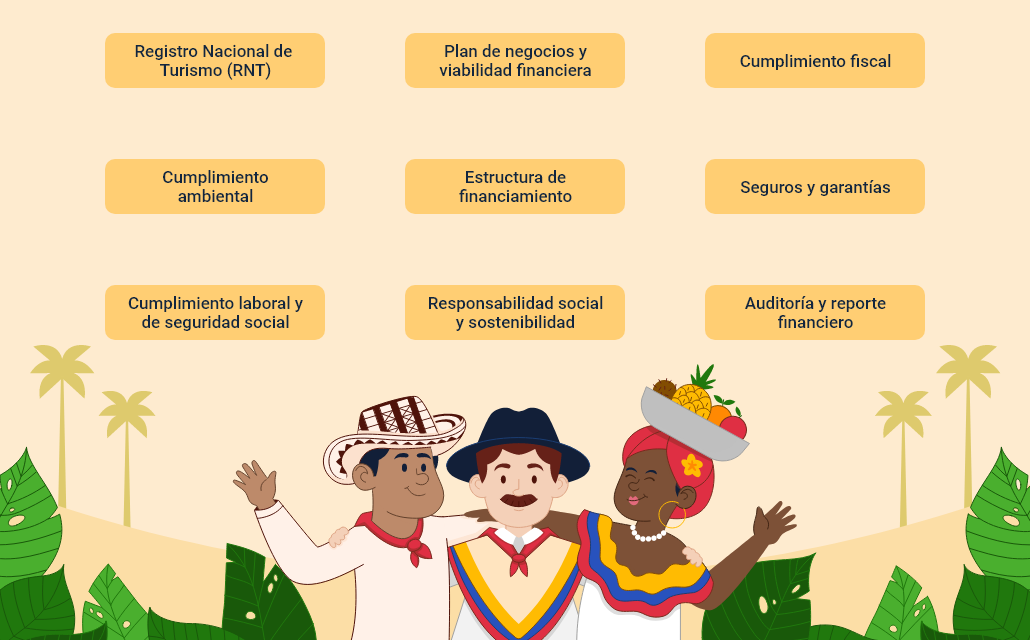 Registro Nacional de
Turismo (RNT)
Plan de negocios y
viabilidad financiera
Cumplimiento fiscal
Cumplimiento
ambiental
Estructura de
financiamiento
Seguros y garantías
Cumplimiento laboral y
de seguridad social
Responsabilidad social
y sostenibilidad
Auditoría y reporte
financiero